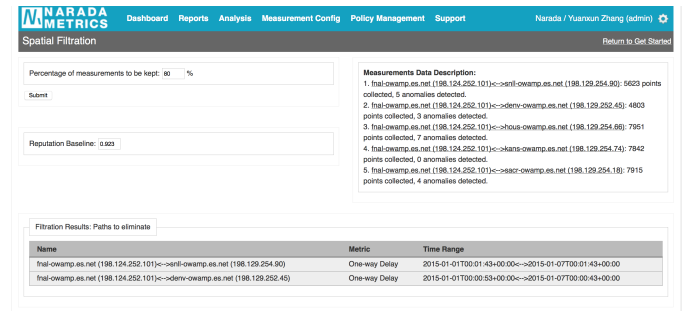 NARADA METRICS
Dashboard Reports Analysis Measurement Config Policy Management Support Narada / Yuanxun Zhang (admin)
Spatial Filtration Return to Get Started
Percentage of measurements to be kept: 80 %
Submit
Reputation Baseline: 0.923
Measurements Data Description:
1. fnal-owamp.es.net (198.124.252.101)<-->snll-owamp.es.net (198.129.254.90): 5623 points
collected, 5 anomalies detected.
2. fnal-owamp.es.net (198.124.252.101)<-->denv-owamp.es.net (198.129.252.45): 4803
points collected, 3 anomalies detected.
3. fnal-owamp.es.net (198.124.252.101)<-->hous-owamp.es.net (198.129.254.66): 7951
points collected, 7 anomalies detected.
4. fnal-owamp.es.net (198.124.252.101)<-->kans-owamp.es.net (198.129.254.74): 7842
points collected, 0 anomalies detected.
5. fnal-owamp.es.net (198.124.252.101)<-->sacr-owamp.es.net (198.129.254.18): 7915
points collected, 4 anomalies detected.
Filtration Results: Paths to eliminate
Name Metric Time Range
fnal-owamp.es.net (198.124.252.101)<-->snll-owamp.es.net (198.129.254.90) One-way Delay 2015-01-01T00:01:43+00:00<-->2015-01-07T00:01:43+00:00
fnal-owamp.es.net (198.124.252.101)<-->denv-owamp.es.net (198.129.252.45) One-way Delay 2015-01-01T00:00:53+00:00<-->2015-01-07T00:00:43+00:00